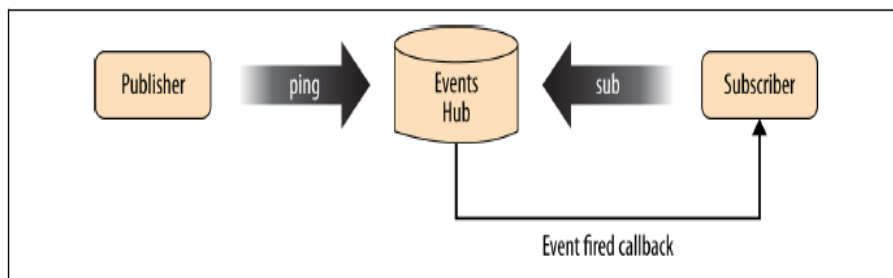 Publisher
ping
Events
Hub
sub
Subscriber
Event fired callback